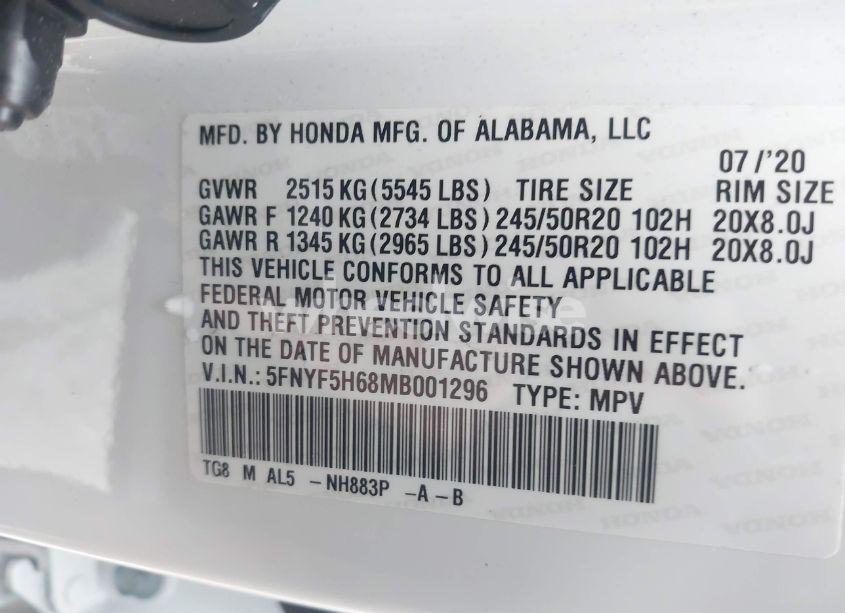 MFD. BY HONDA MFG. OF ALABAMA, LLC
07/'20
GVWR 2515 KG (5545 LBS) TIRE SIZE RIM SIZE
GAWR F 1240 KG (2734 LBS) 245/50R20 102H 20X8.0J
GAWR R 1345 KG (2965 LBS) 245/50R20 102H 20X8.0J
THIS VEHICLE CONFORMS TO ALL APPLICABLE
FEDERAL MOTOR VEHICLE SAFETY
AND THEFT PREVENTION STANDARDS IN EFFECT
ON THE DATE OF MANUFACTURE SHOWN ABOVE.
V.I.N.: 5FNYF5H68MB001296 TYPE: MPV
TG8 M AL5 -NH883P -A -B